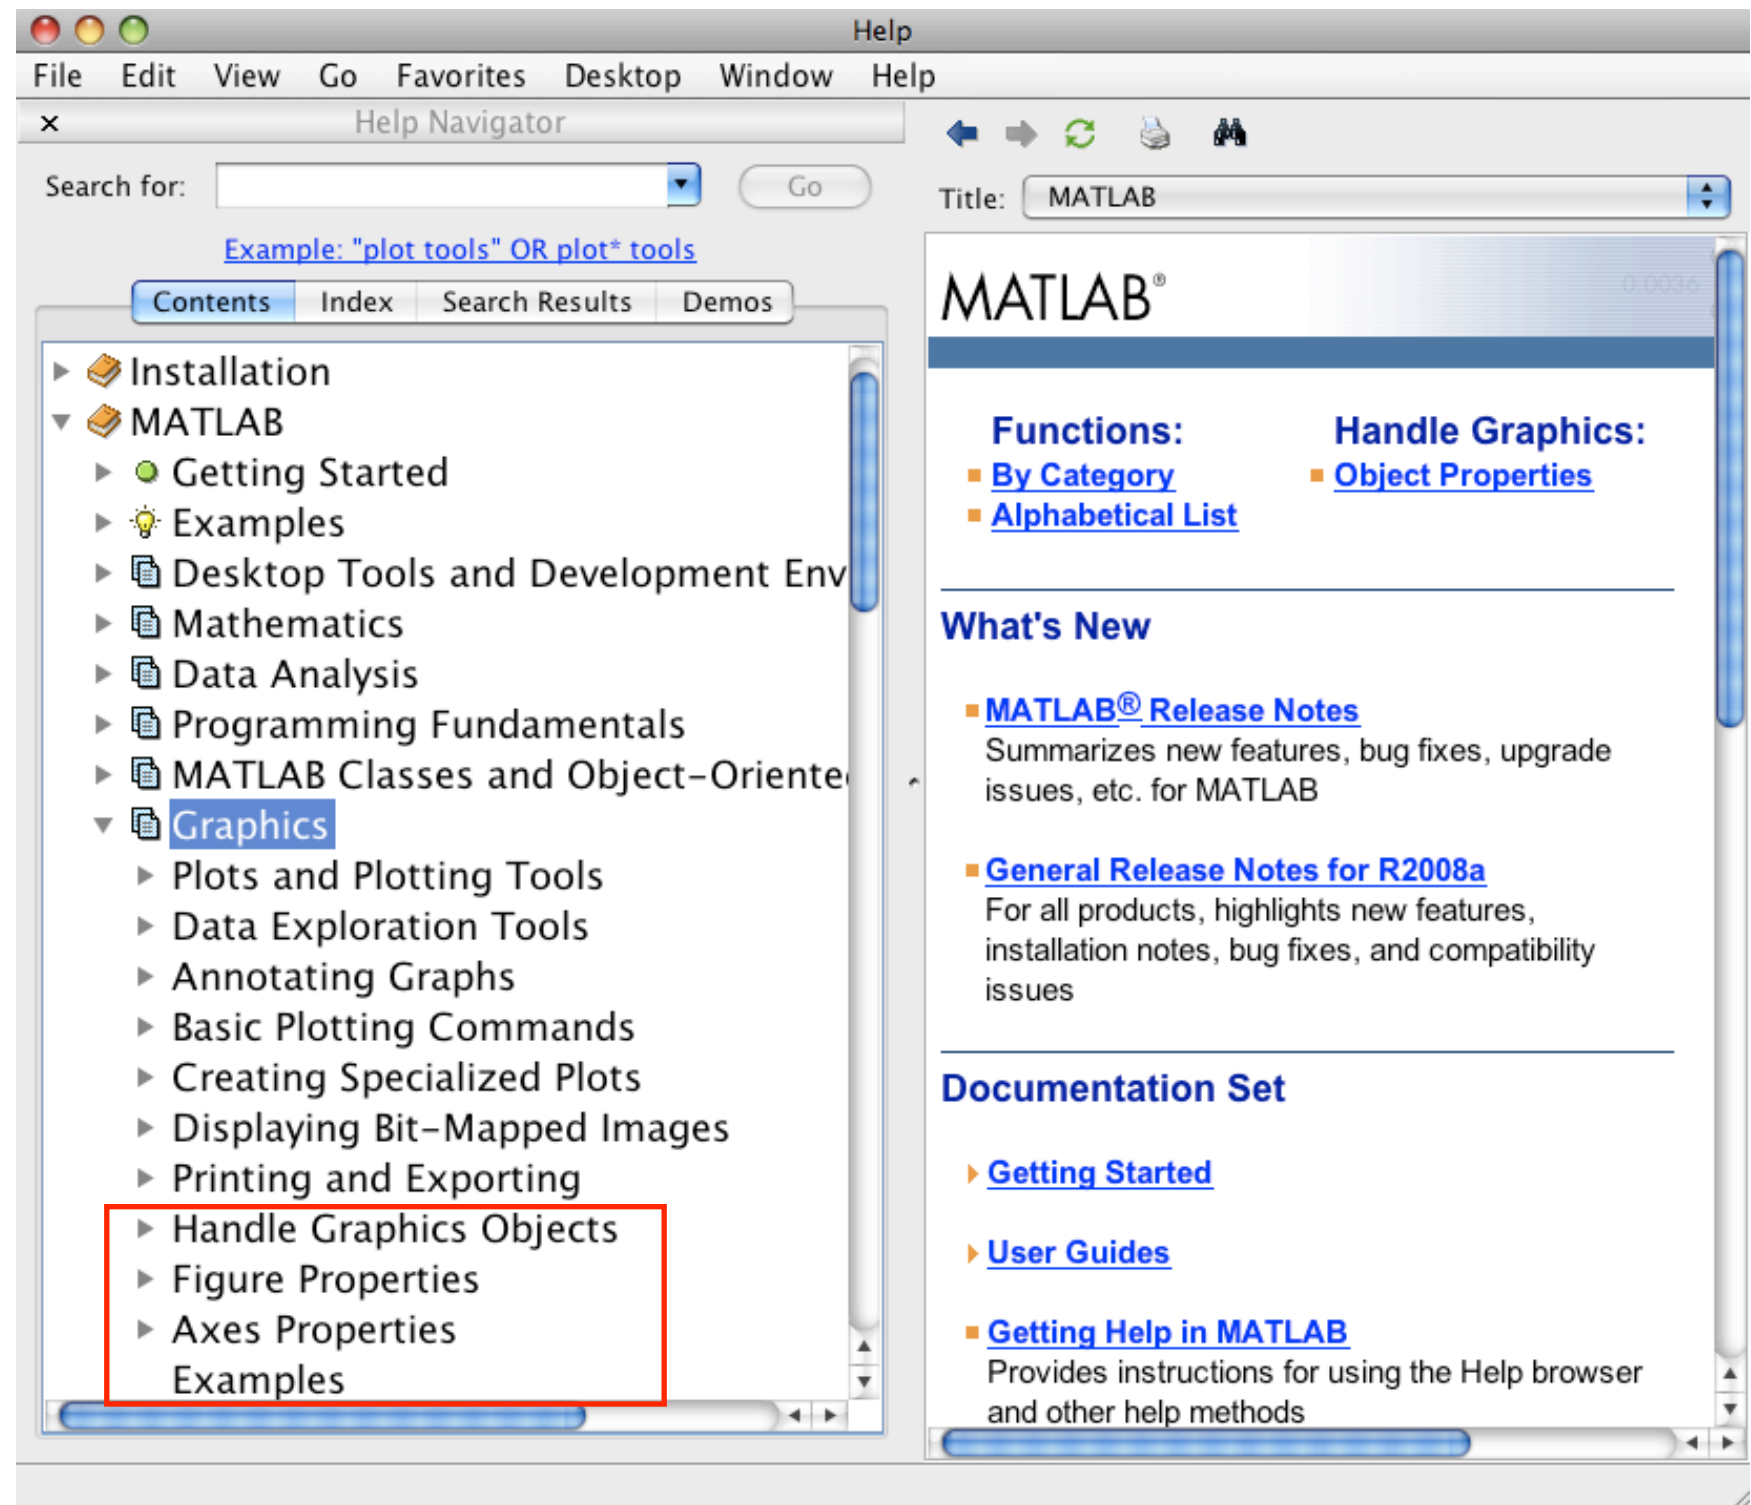 Help
File Edit View Go Favorites Desktop Window Help
Help Navigator
Search for: Go
Example: "plot tools" OR plot* tools
Contents Index Search Results Demos
Installation
MATLAB
Getting Started
Examples
Desktop Tools and Development Env
Mathematics
Data Analysis
Programming Fundamentals
MATLAB Classes and Object-Oriente
Graphics
Plots and Plotting Tools
Data Exploration Tools
Annotating Graphs
Basic Plotting Commands
Creating Specialized Plots
Displaying Bit-Mapped Images
Printing and Exporting
Handle Graphics Objects
Figure Properties
Axes Properties
Examples
Title: MATLAB
MATLAB®
0,0036
Functions:
By Category
Alphabetical List
Handle Graphics:
Object Properties
What's New
MATLAB® Release Notes
Summarizes new features, bug fixes, upgrade
issues, etc. for MATLAB
General Release Notes for R2008a
For all products, highlights new features,
installation notes, bug fixes, and compatibility
issues
Documentation Set
Getting Started
User Guides
Getting Help in MATLAB
Provides instructions for using the Help browser
and other help methods